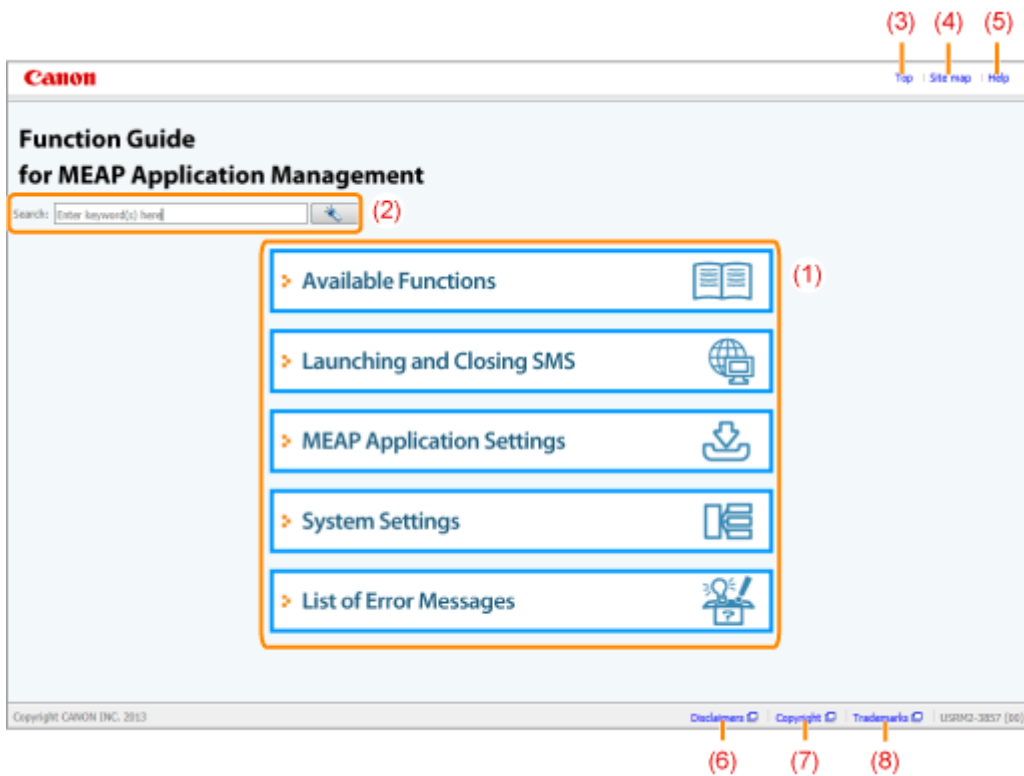 (3) (4) (5)
Canon
Top Site map Help
Function Guide
for MEAP Application Management
Search: Enter keyword(s) here (2)
Available Functions
(1)
Launching and Closing SMS
MEAP Application Settings
System Settings
List of Error Messages
?
Copyright CANON INC. 2013 Disclaimers Copyright Trademarks USRM2-3857 (00)
(6) (7) (8)